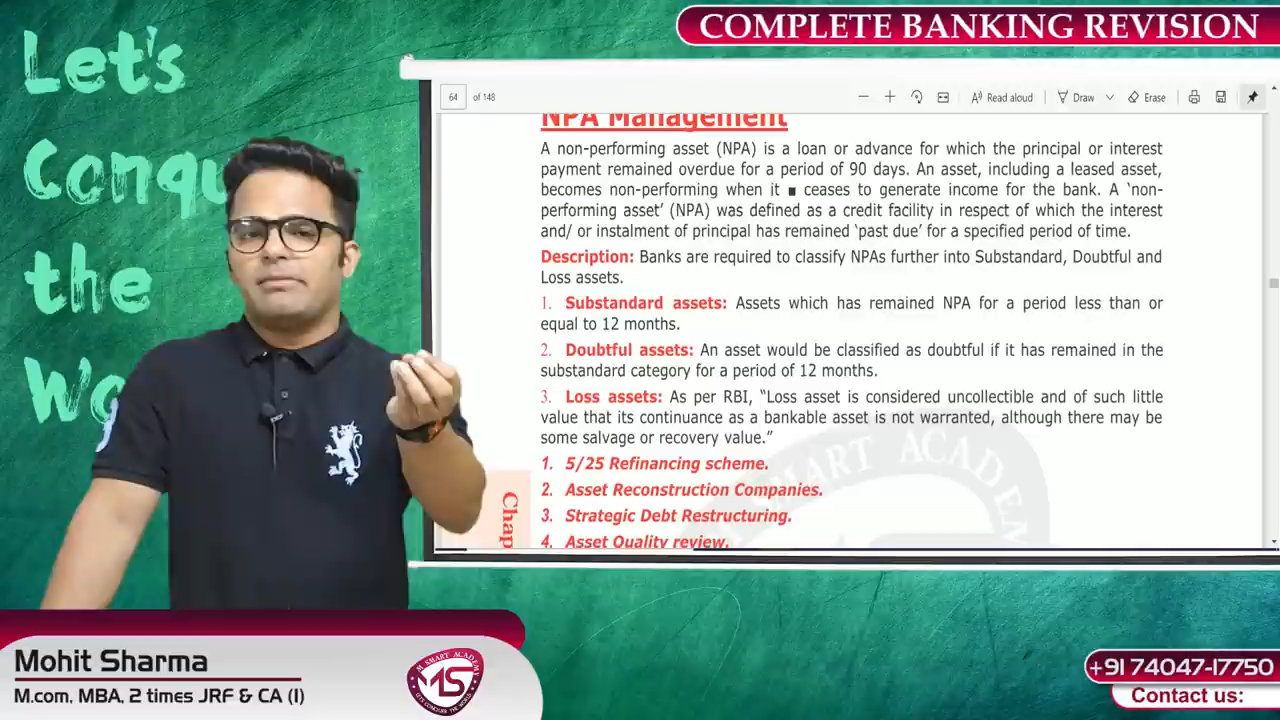 COMPLETE BANKING REVISION
Let's
Conqu
the
Wo
64 of 148
Read aloud
Draw
Erase
NPA Management
A non-performing asset (NPA) is a loan or advance for which the principal or interest
payment remained overdue for a period of 90 days. An asset, including a leased asset,
becomes non-performing when it ■ ceases to generate income for the bank. A ‘non-
performing asset’ (NPA) was defined as a credit facility in respect of which the interest
and/ or instalment of principal has remained ‘past due’ for a specified period of time.
Description: Banks are required to classify NPAs further into Substandard, Doubtful and
Loss assets.
1. Substandard assets: Assets which has remained NPA for a period less than or
equal to 12 months.
2. Doubtful assets: An asset would be classified as doubtful if it has remained in the
substandard category for a period of 12 months.
3. Loss assets: As per RBI, “Loss asset is considered uncollectible and of such little
value that its continuance as a bankable asset is not warranted, although there may be
some salvage or recovery value.”
1. 5/25 Refinancing scheme.
2. Asset Reconstruction Companies.
3. Strategic Debt Restructuring.
4. Asset Quality review.
Chap
SMART ACADEM
Mohit Sharma
M.com, MBA, 2 times JRF & CA (I)
M SMART ACADEMY
MS
LET'S CONQUER THE WORLD
+91 74047-17750
Contact us: